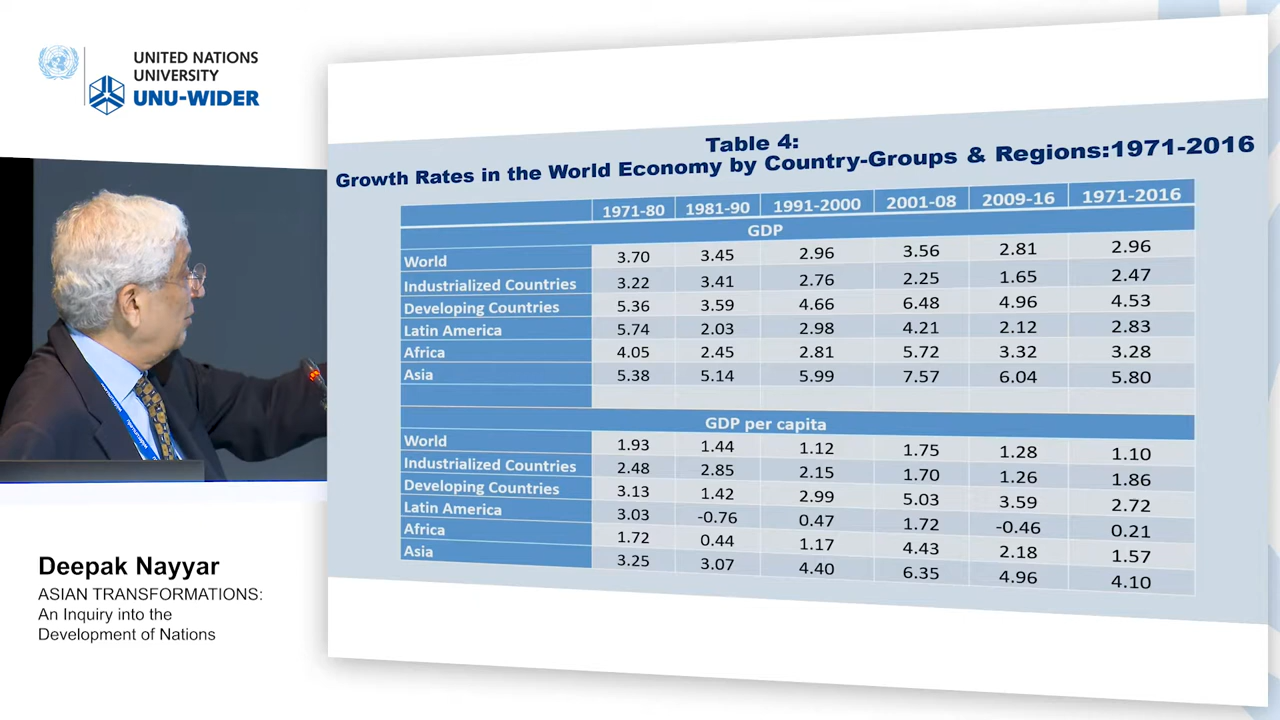 UNITED NATIONS
UNIVERSITY
UNU-WIDER
Table 4:
Growth Rates in the World Economy by Country-Groups & Regions:1971-2016
1971-80 1981-90 1991-2000 2001-08 2009-16 1971-2016
GDP
World 3.70 3.45 2.96 3.56 2.81 2.96
Industrialized Countries 3.22 3.41 2.76 2.25 1.65 2.47
Developing Countries 5.36 3.59 4.66 6.48 4.96 4.53
Latin America 5.74 2.03 2.98 4.21 2.12 2.83
Africa 4.05 2.45 2.81 5.72 3.32 3.28
Asia 5.38 5.14 5.99 7.57 6.04 5.80
GDP per capita
World 1.93 1.44 1.12 1.75 1.28 1.10
Industrialized Countries 2.48 2.85 2.15 1.70 1.26 1.86
Developing Countries 3.13 1.42 2.99 5.03 3.59 2.72
Latin America 3.03 -0.76 0.47 1.72 -0.46 0.21
Africa 1.72 0.44 1.17 4.43 2.18 1.57
Asia 3.25 3.07 4.40 6.35 4.96 4.10
Deepak Nayyar
ASIAN TRANSFORMATIONS:
An Inquiry into the
Development of Nations